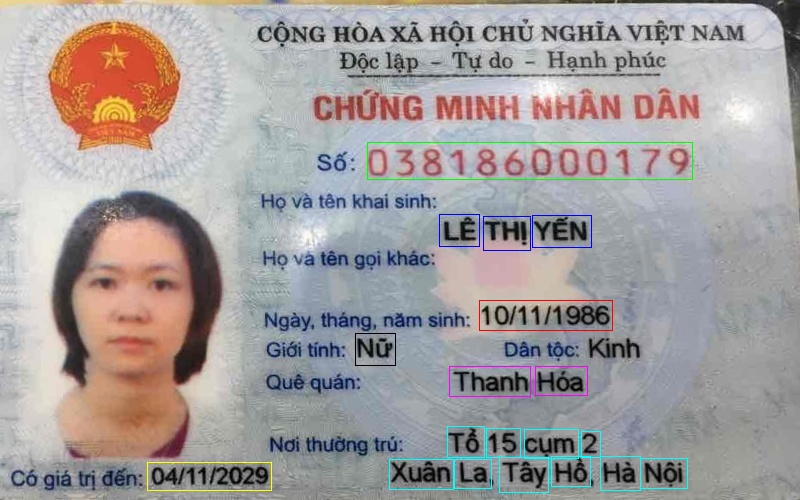 CỘNG HÒA XÃ HỘI CHỦ NGHĨA VIỆT NAM
Độc lập – Tự do – Hạnh phúc
CHỨNG MINH NHÂN DÂN
Số: 038186000179
Họ và tên khai sinh:
LÊ THỊ YẾN
Họ và tên gọi khác:
Ngày, tháng, năm sinh: 10/11/1986
Giới tính: Nữ Dân tộc: Kinh
Quê quán: Thanh Hóa
Nơi thường trú: Tổ 15 cụm 2
Xuân La, Tây Hồ, Hà Nội
Có giá trị đến: 04/11/2029